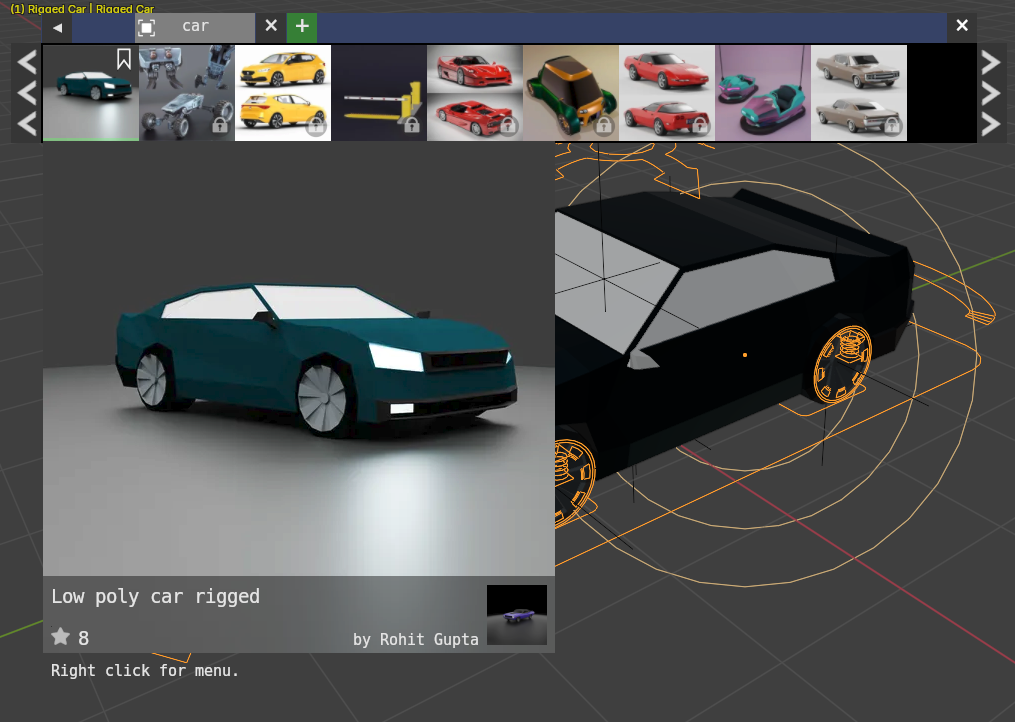 (1) Rigged Car | Rigged Car
car
Low poly car rigged
8
by Rohit Gupta
Right click for menu.